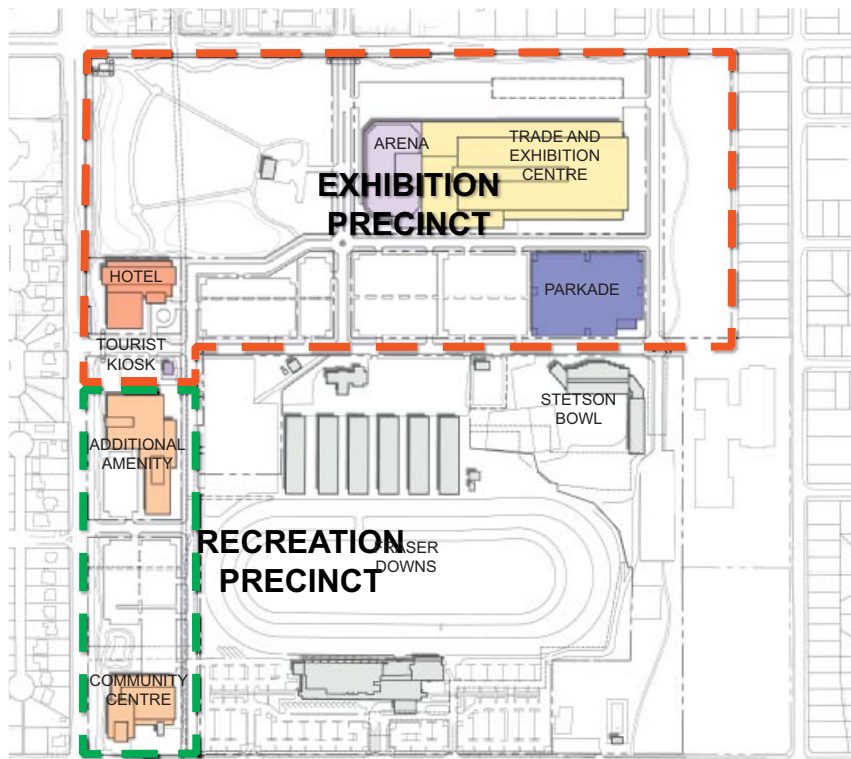 ARENA
TRADE AND
EXHIBITION
CENTRE
EXHIBITION
PRECINCT
HOTEL
PARKADE
TOURIST
KIOSK
STETSON
BOWL
ADDITIONAL
AMENITY
RECREATION
PRECINCT
FRASER
DOWNS
COMMUNITY
CENTRE